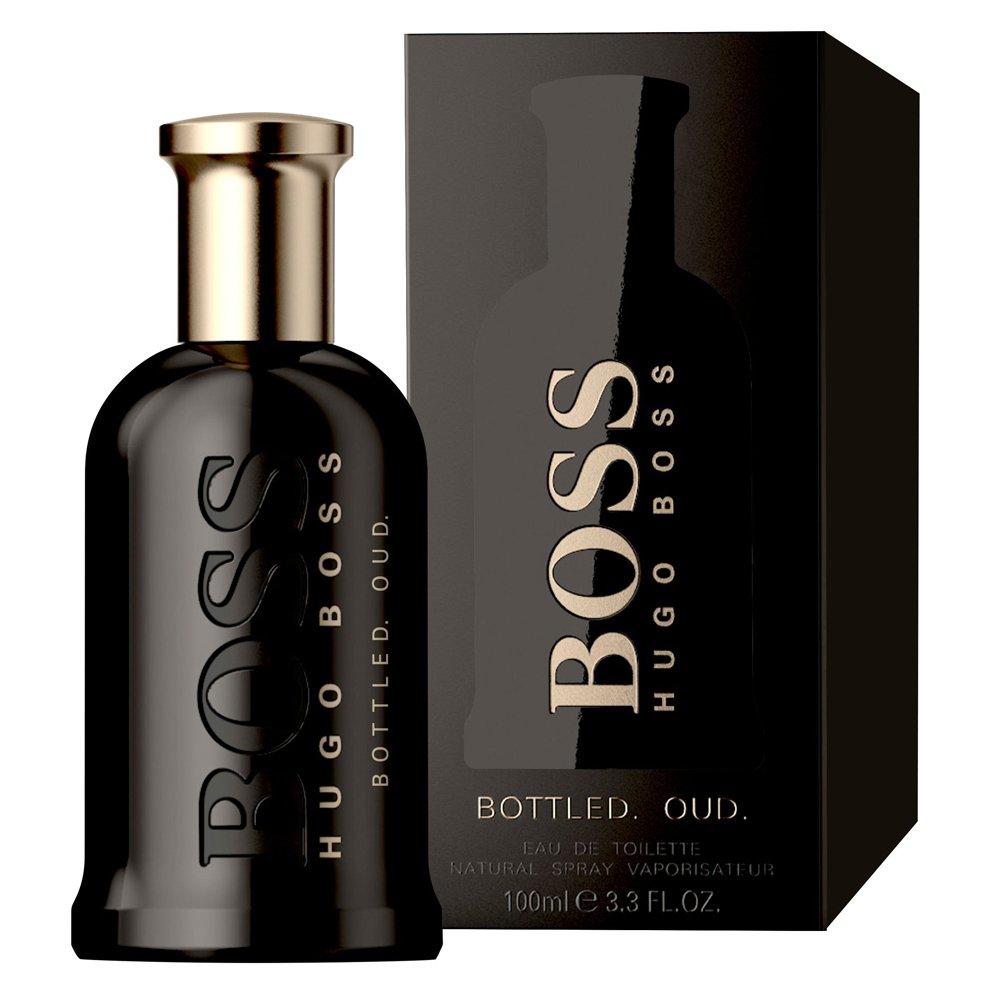 BOSS
HUGO BOSS
BOTTLED. OUD.
BOSS
HUGO BOSS
BOTTLED. OUD.
EAU DE TOILETTE
NATURAL SPRAY VAPORISATEUR
100ml ℮ 3.3 FL.OZ.